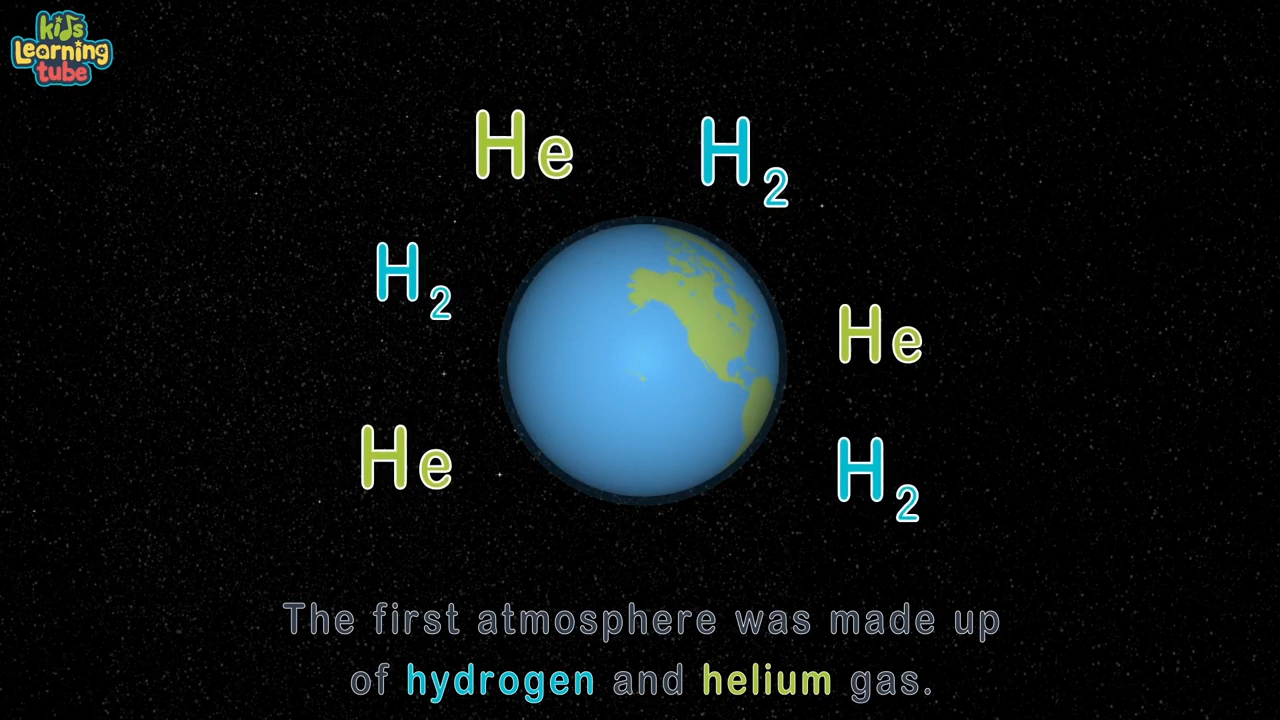 kids
Learning
tube
He
H2
H2
He
He
H2
The first atmosphere was made up
of hydrogen and helium gas.